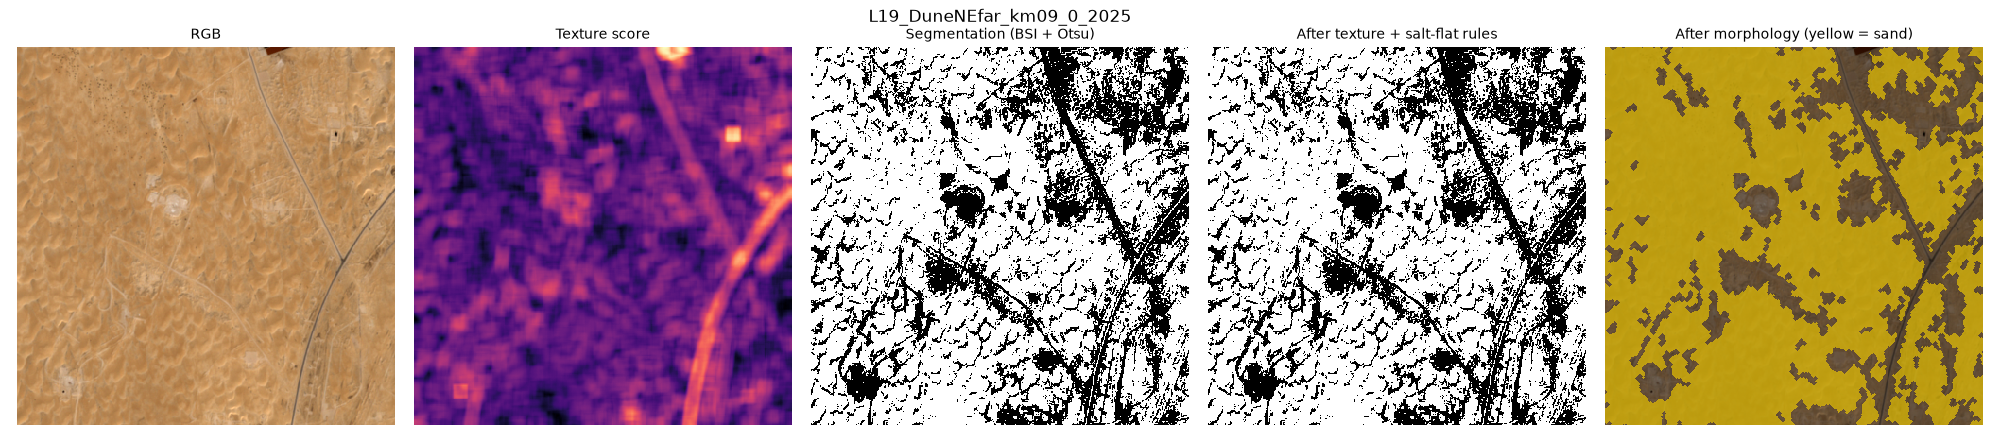 L19_DuneNEfar_km09_0_2025
RGB
Texture score
Segmentation (BSI + Otsu)
After texture + salt-flat rules
After morphology (yellow = sand)